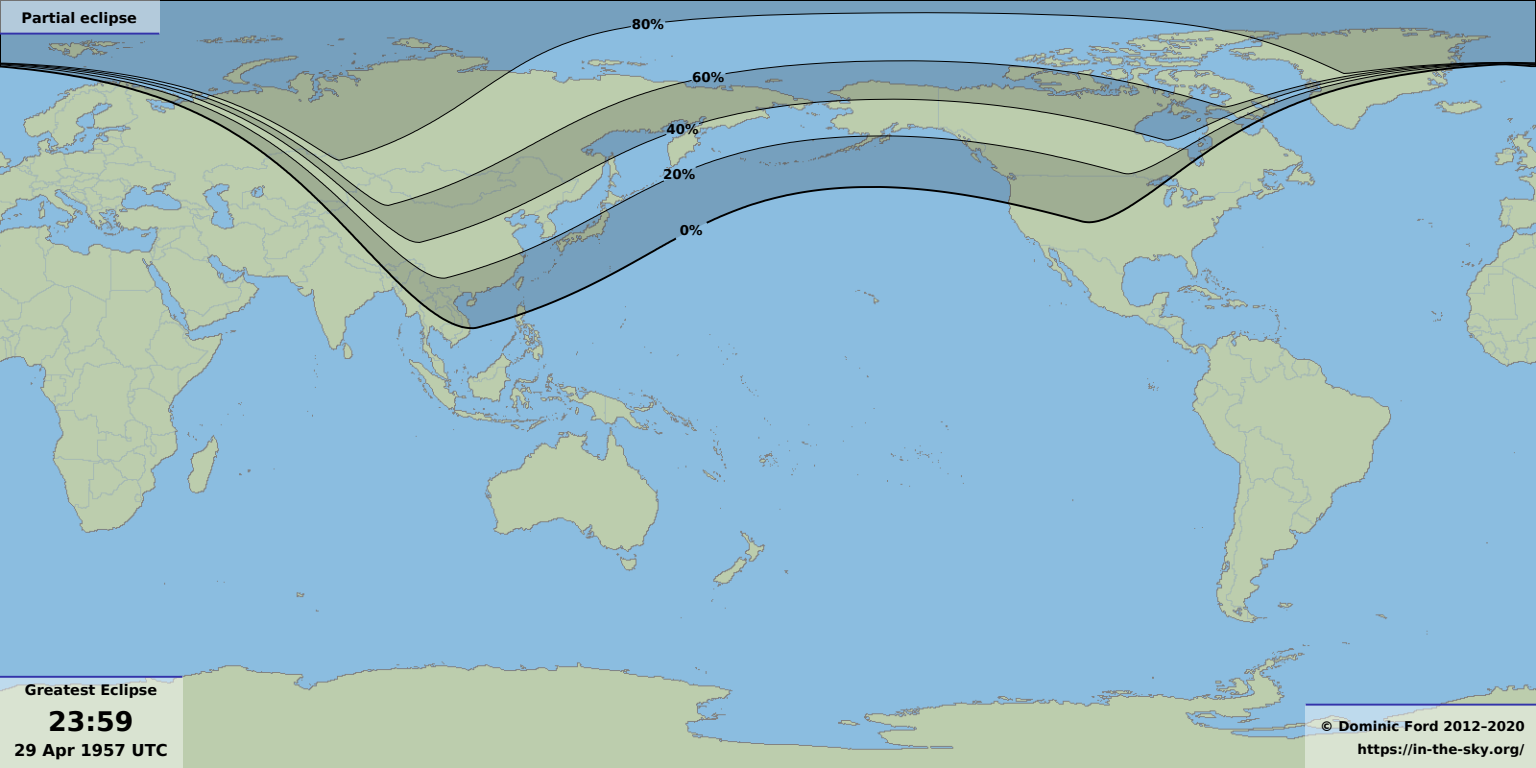 Partial eclipse
80%
60%
40%
20%
0%
Greatest Eclipse
23:59
29 Apr 1957 UTC
© Dominic Ford 2012–2020
https://in-the-sky.org/